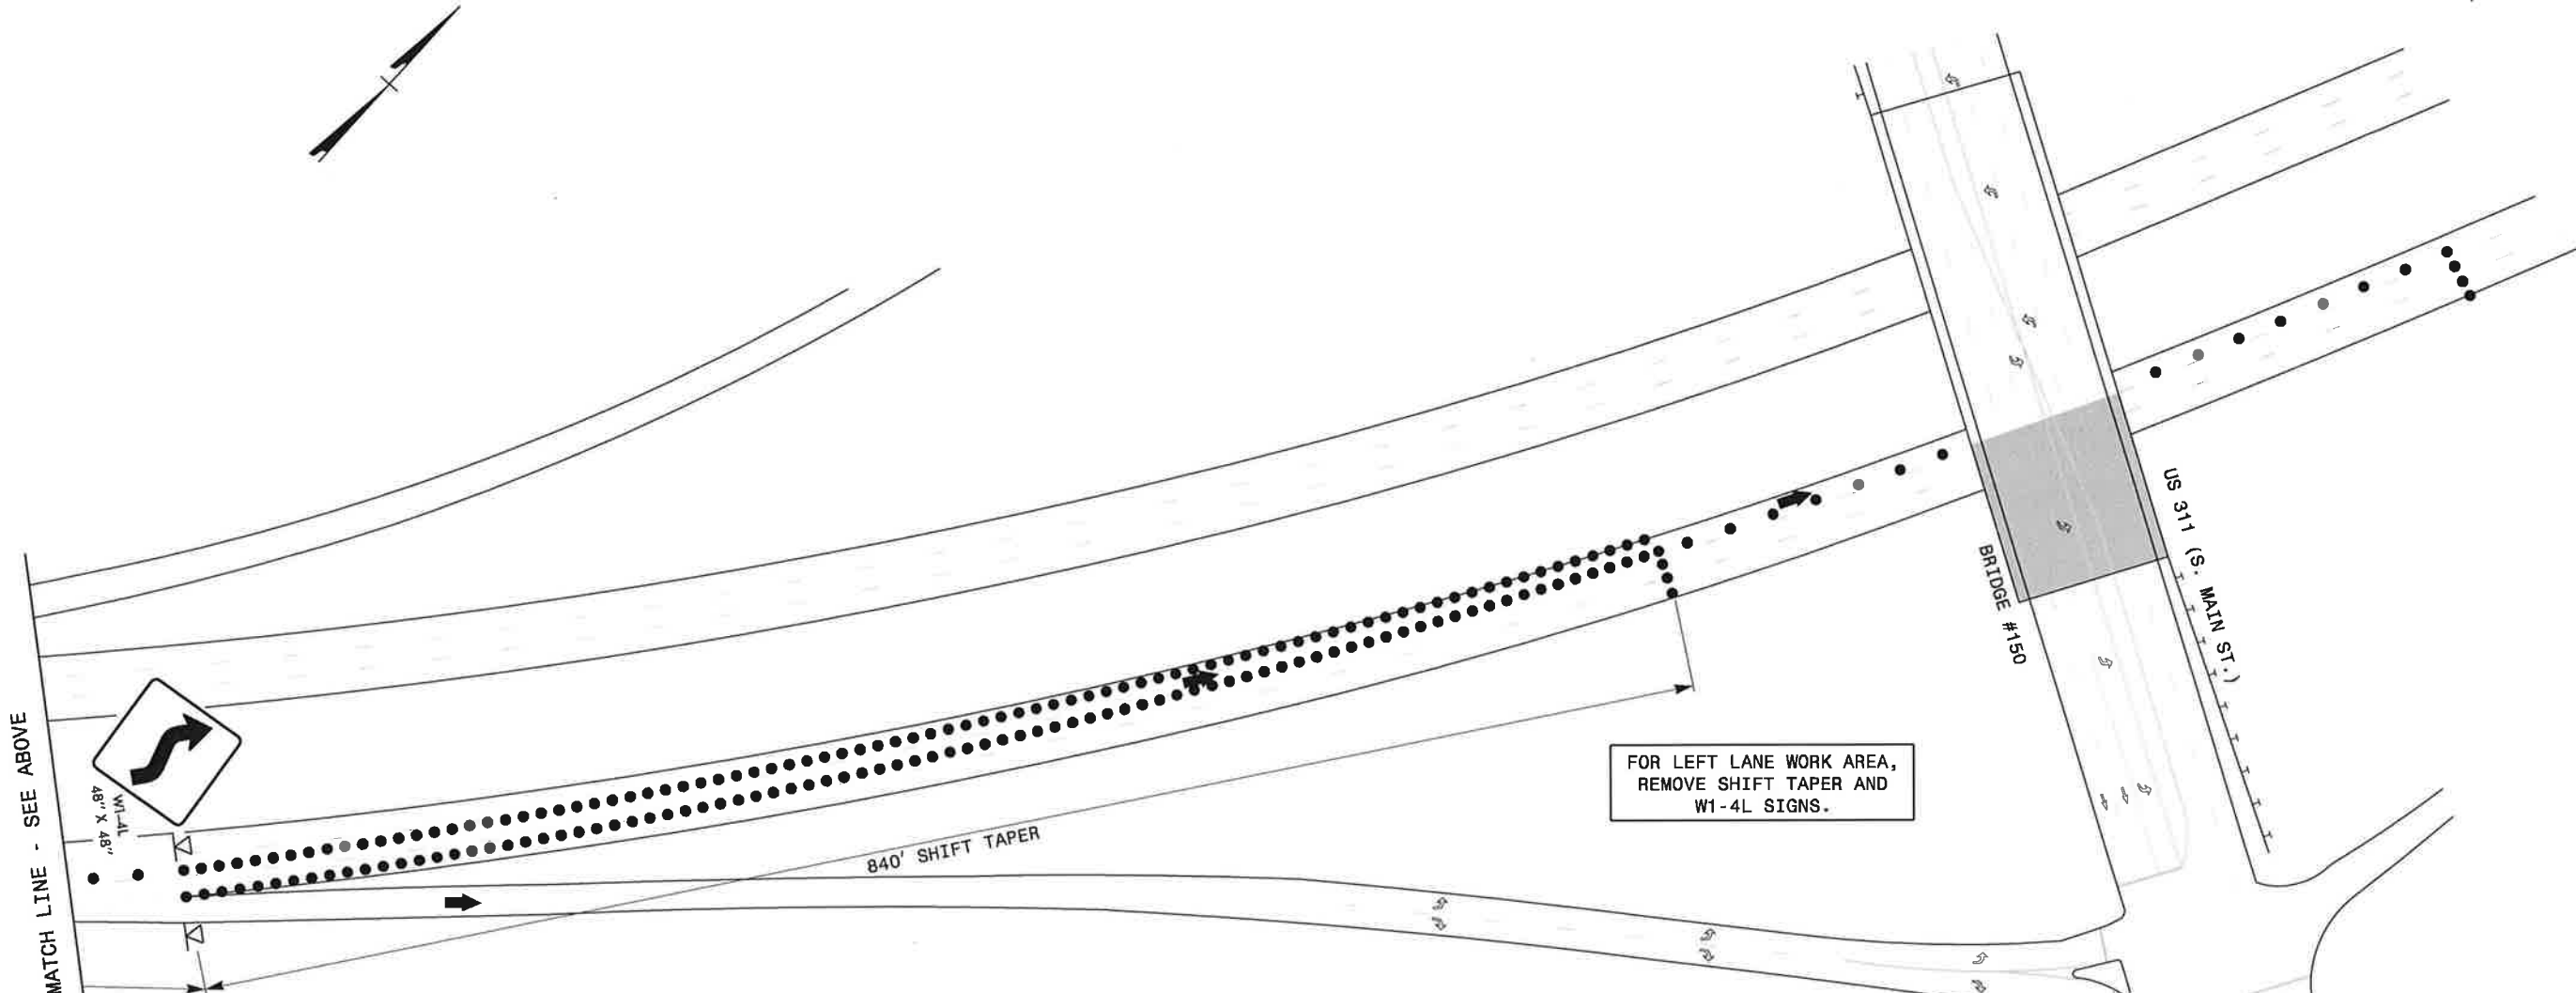 MATCH LINE - SEE ABOVE
W1-4L
48" X 48"
840' SHIFT TAPER
FOR LEFT LANE WORK AREA,
REMOVE SHIFT TAPER AND
W1-4L SIGNS.
BRIDGE #150
US 311 (S. MAIN ST.)